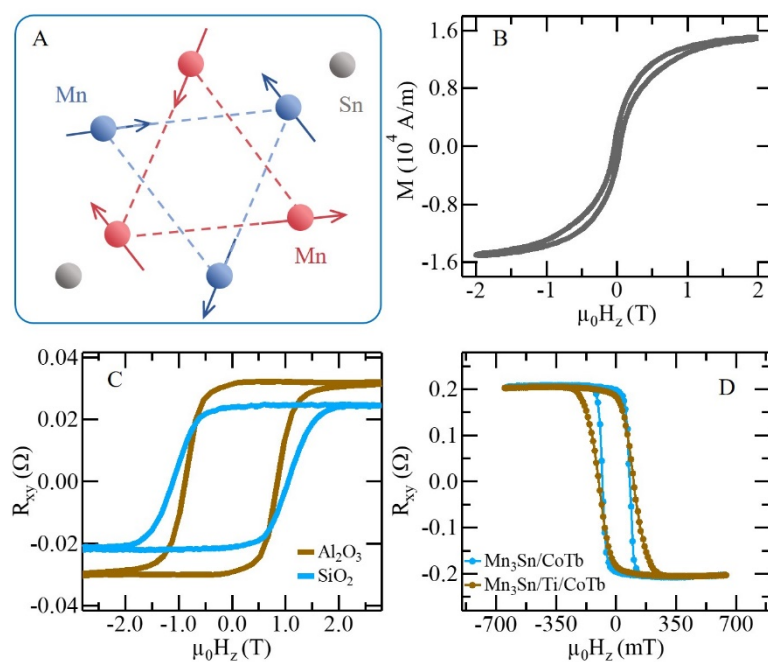 A
Mn
Sn
Mn
B
M (10⁴ A/m)
1.6
0.8
0.0
-0.8
-1.6
-2
-1
0
1
2
μ₀H_z (T)
C
R_xy (Ω)
0.04
0.02
0.00
-0.02
-0.04
Al₂O₃
SiO₂
-2.0
-1.0
0.0
1.0
2.0
μ₀H_z (T)
D
R_xy (Ω)
0.2
0.1
0.0
-0.1
-0.2
Mn₃Sn/CoTb
Mn₃Sn/Ti/CoTb
-700
-350
0
350
700
μ₀H_z (mT)